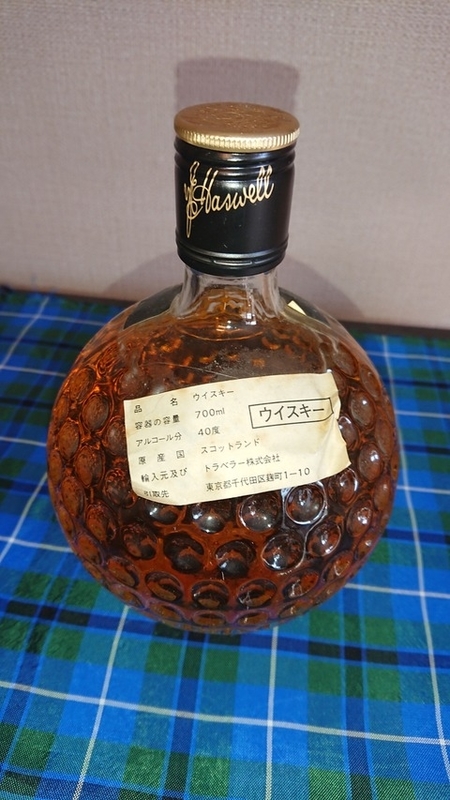 Haswell
品名 ウイスキー
容器の容量 700ml
ウイスキー
アルコール分 40度
原産国 スコットランド
輸入元及び トラベラー株式会社
引取先 東京都千代田区麹町1-10